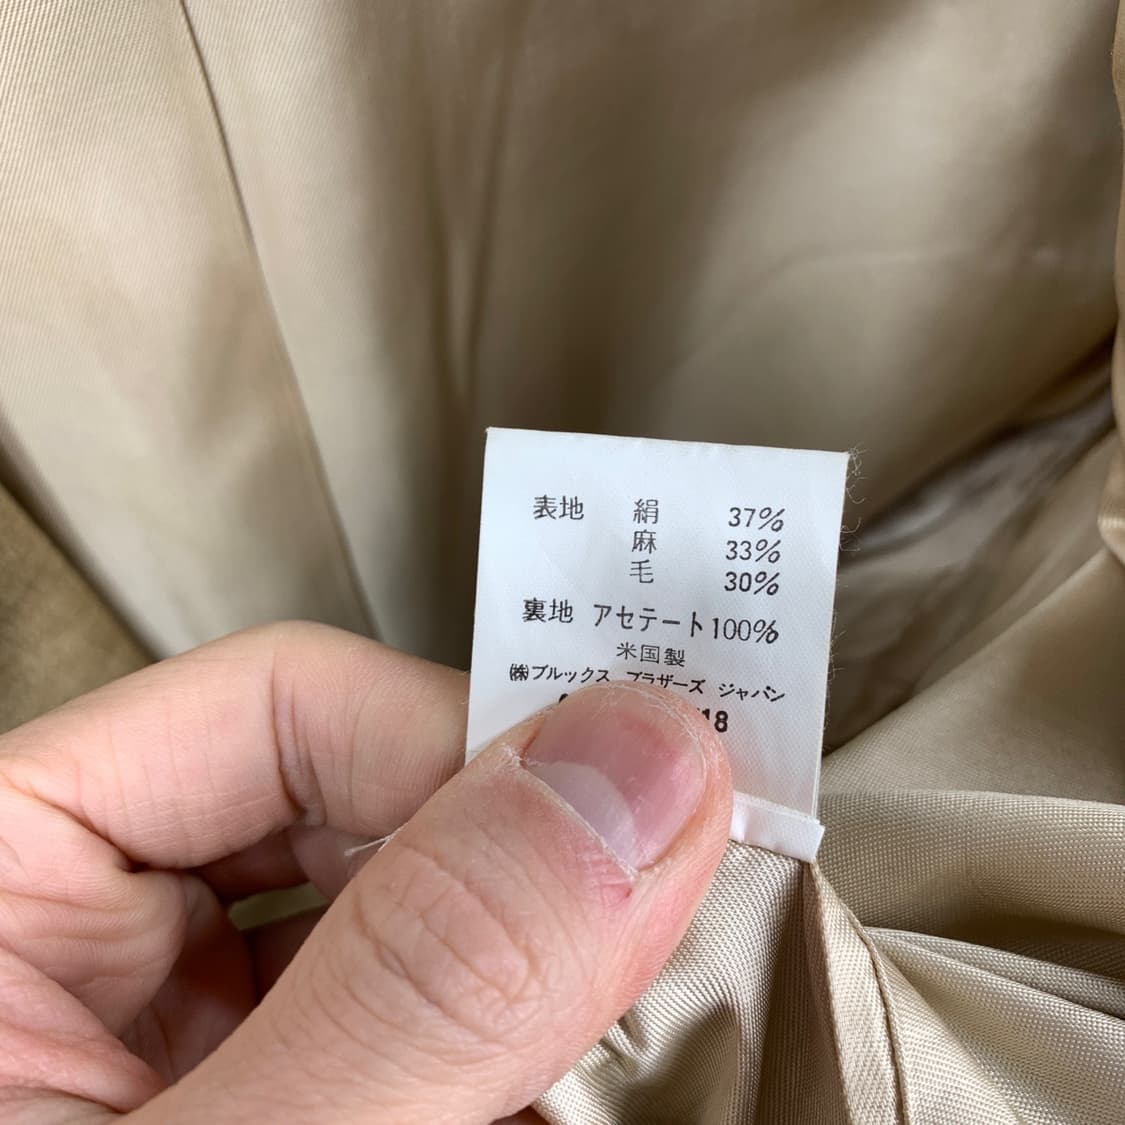 表地 絹 37%
麻 33%
毛 30%
裏地 アセテート100%
米国製
㈱ブルックス ブラザーズ ジャパン
18